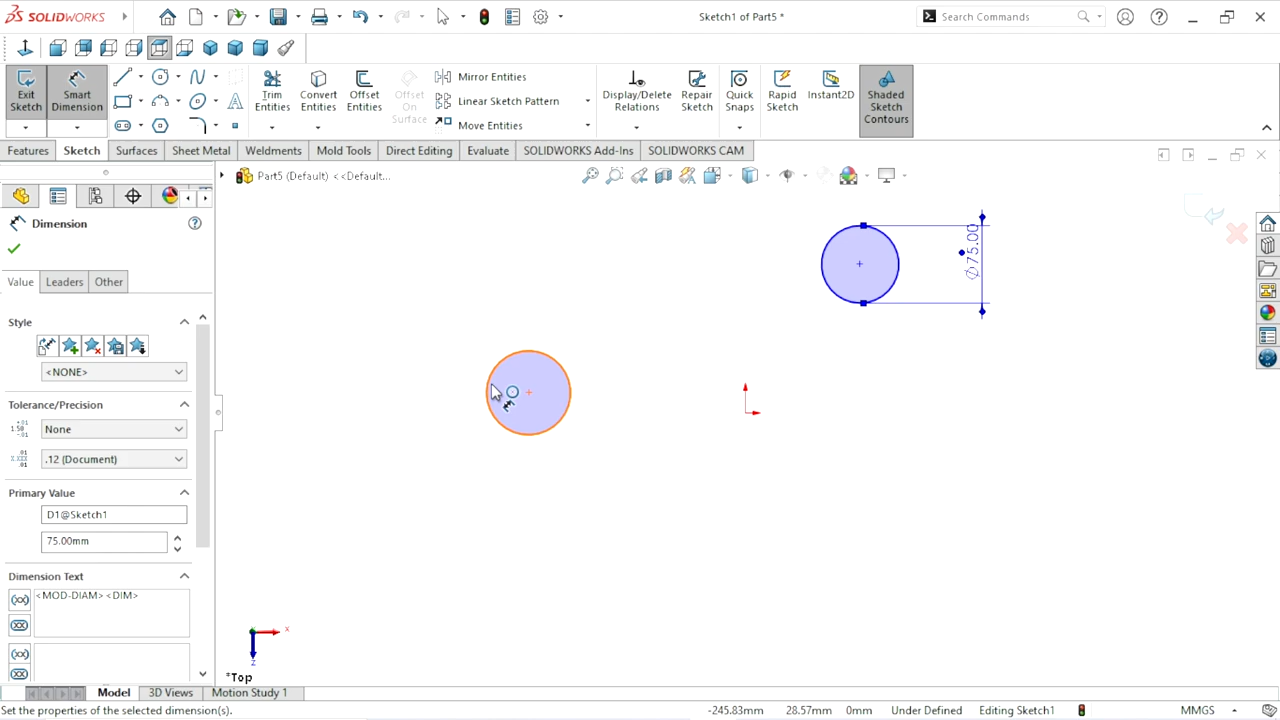 SOLIDWORKS
Sketch1 of Part5 *
Search Commands
Exit Sketch
Smart Dimension
Trim Entities
Convert Entities
Offset Entities
Offset On Surface
Mirror Entities
Linear Sketch Pattern
Move Entities
Display/Delete Relations
Repair Sketch
Quick Snaps
Rapid Sketch
Instant2D
Shaded Sketch Contours
Features Sketch Surfaces Sheet Metal Weldments Mold Tools Direct Editing Evaluate SOLIDWORKS Add-Ins SOLIDWORKS CAM
Part5 (Default) <<Default...
Dimension
Value Leaders Other
Style
<NONE>
Tolerance/Precision
None
.12 (Document)
Primary Value
D1@Sketch1
75.00mm
Dimension Text
<MOD-DIAM><DIM>
∅75.00
x
z
*Top
Model 3D Views Motion Study 1
Set the properties of the selected dimension(s). -245.83mm 28.57mm 0mm Under Defined Editing Sketch1 MMGS